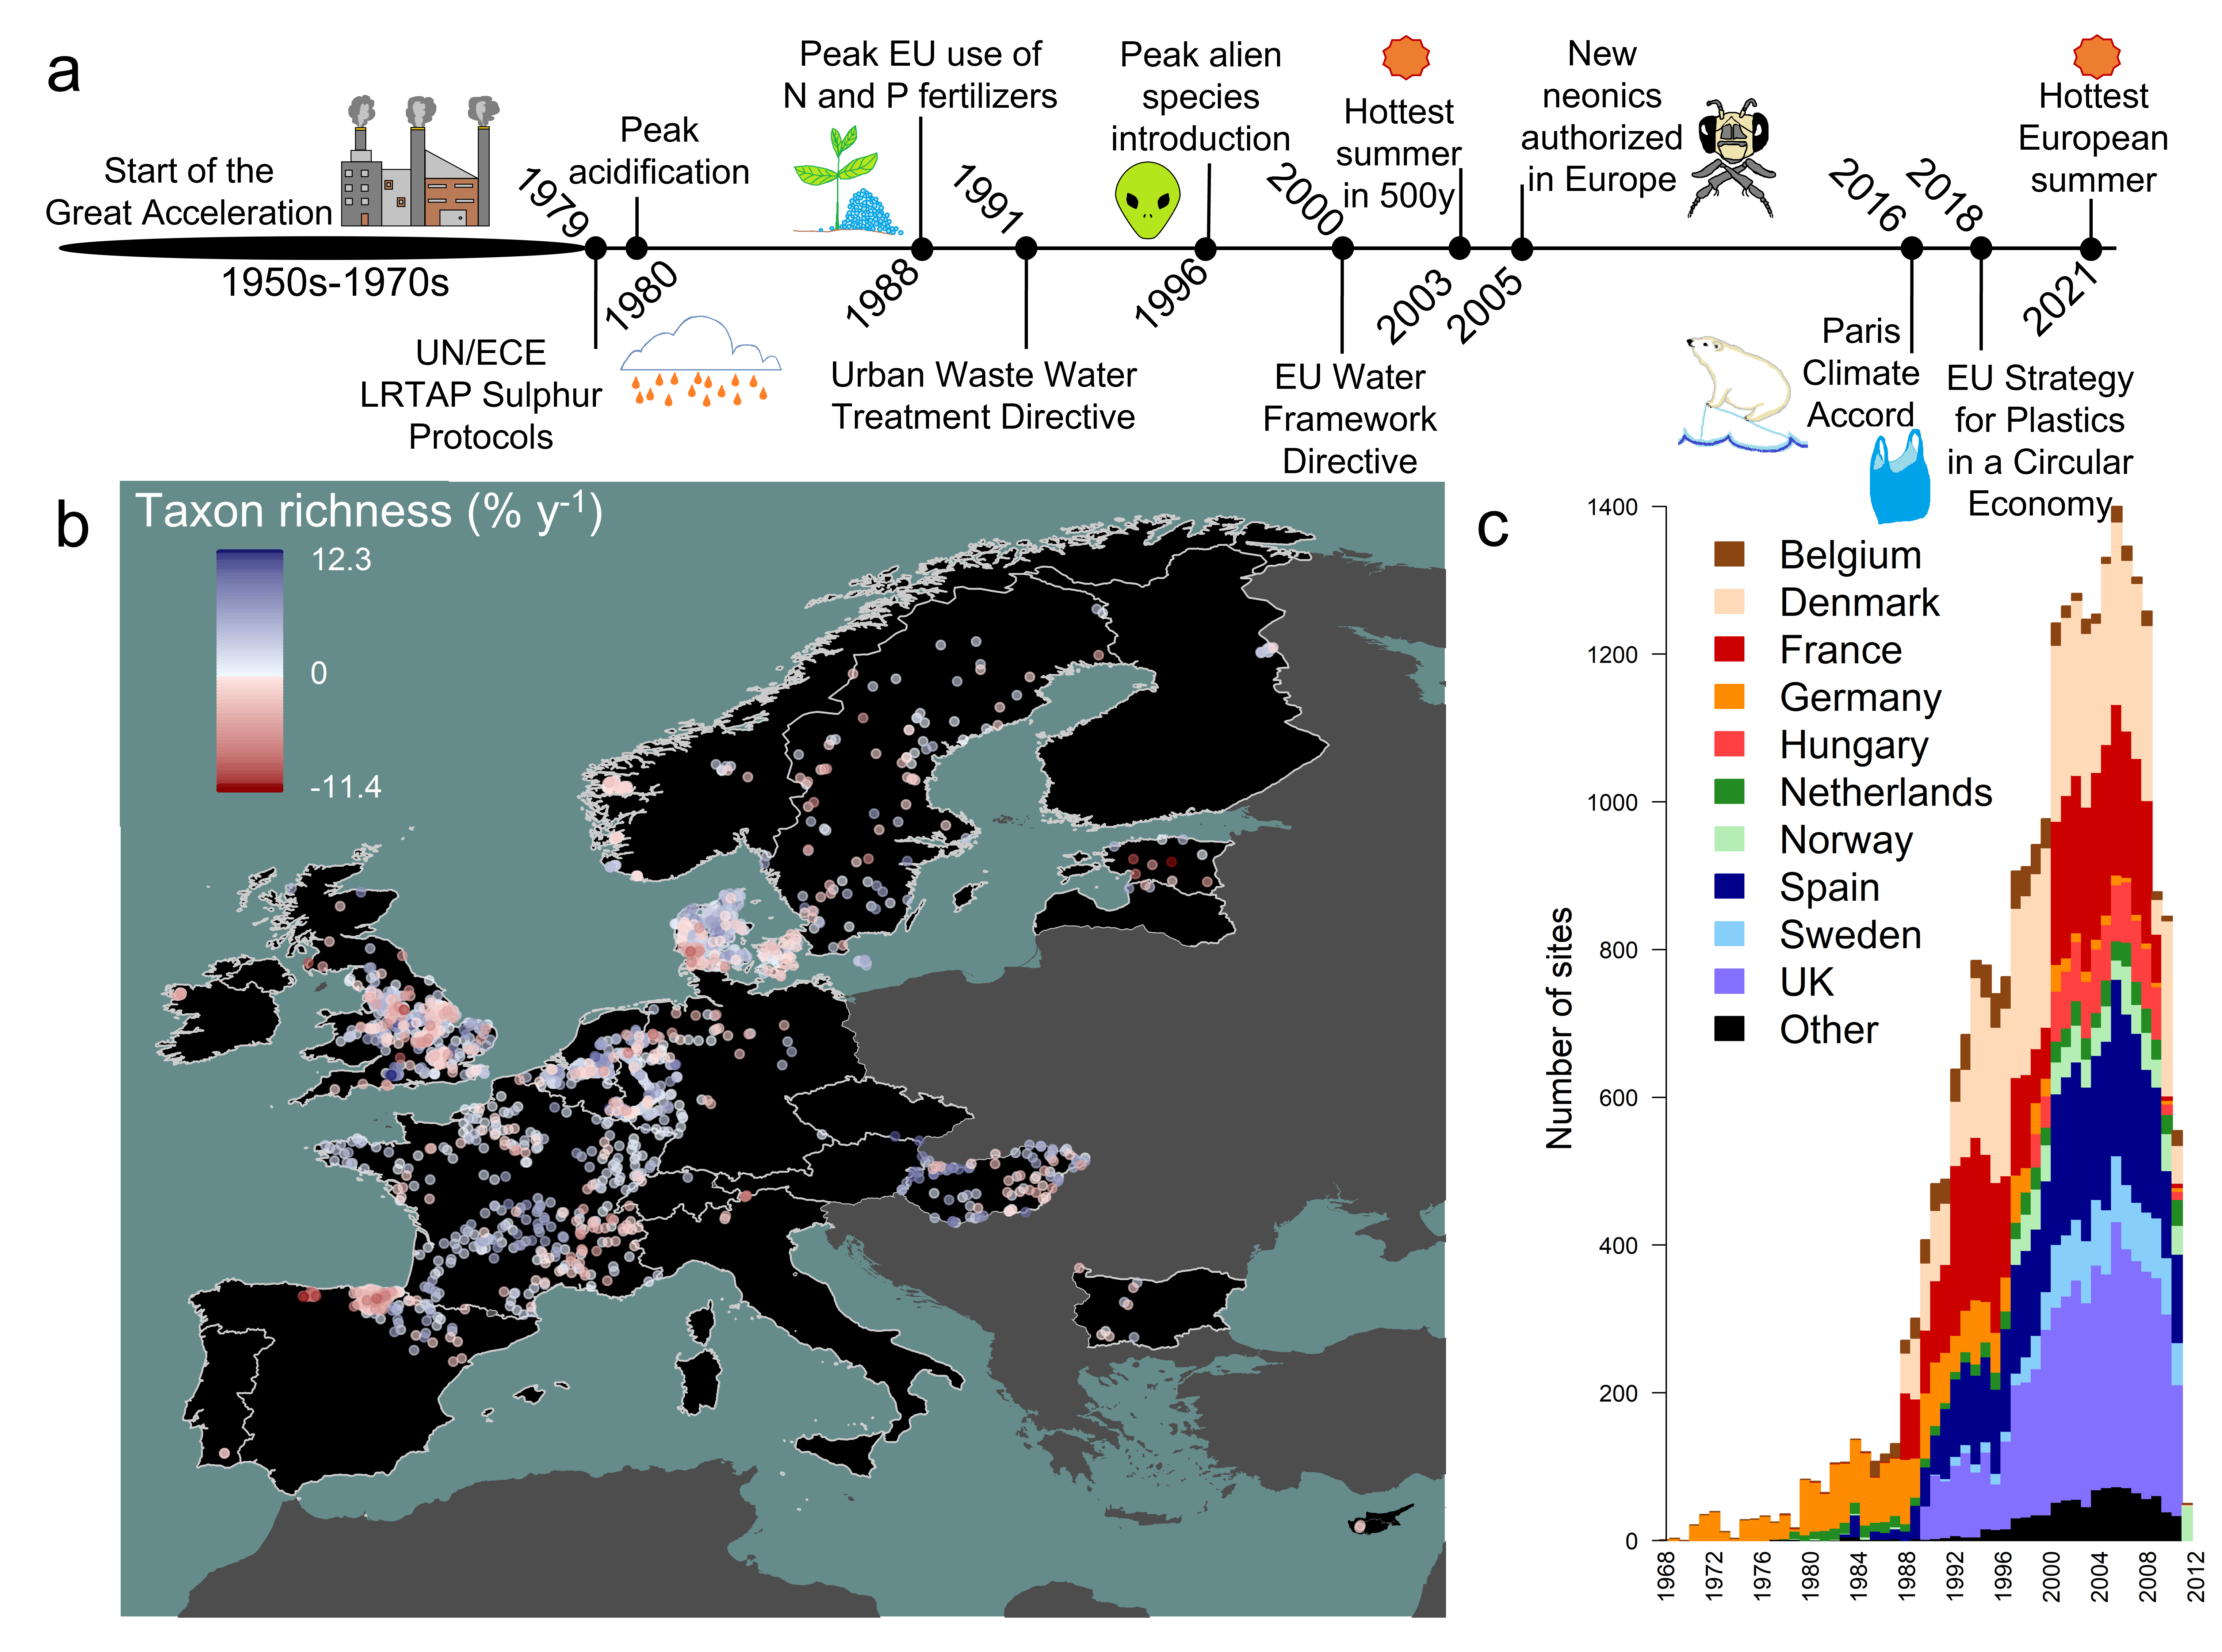 a
Start of the
Great Acceleration
1950s-1970s
1979
UN/ECE
LRTAP Sulphur
Protocols
Peak
acidification
1980
Peak EU use of
N and P fertilizers
1988
1991
Urban Waste Water
Treatment Directive
Peak alien
species
introduction
1996
2000
EU Water
Framework
Directive
Hottest
summer
in 500y
2003
New
neonics
authorized
in Europe
2005
2016
Paris
Climate
Accord
2018
EU Strategy
for Plastics
in a Circular
Economy
Hottest
European
summer
2021
b
Taxon richness (% y-1)
12.3
0
-11.4
c
Number of sites
1400
1200
1000
800
600
400
200
0
Belgium
Denmark
France
Germany
Hungary
Netherlands
Norway
Spain
Sweden
UK
Other
1968
1972
1976
1980
1984
1988
1992
1996
2000
2004
2008
2012